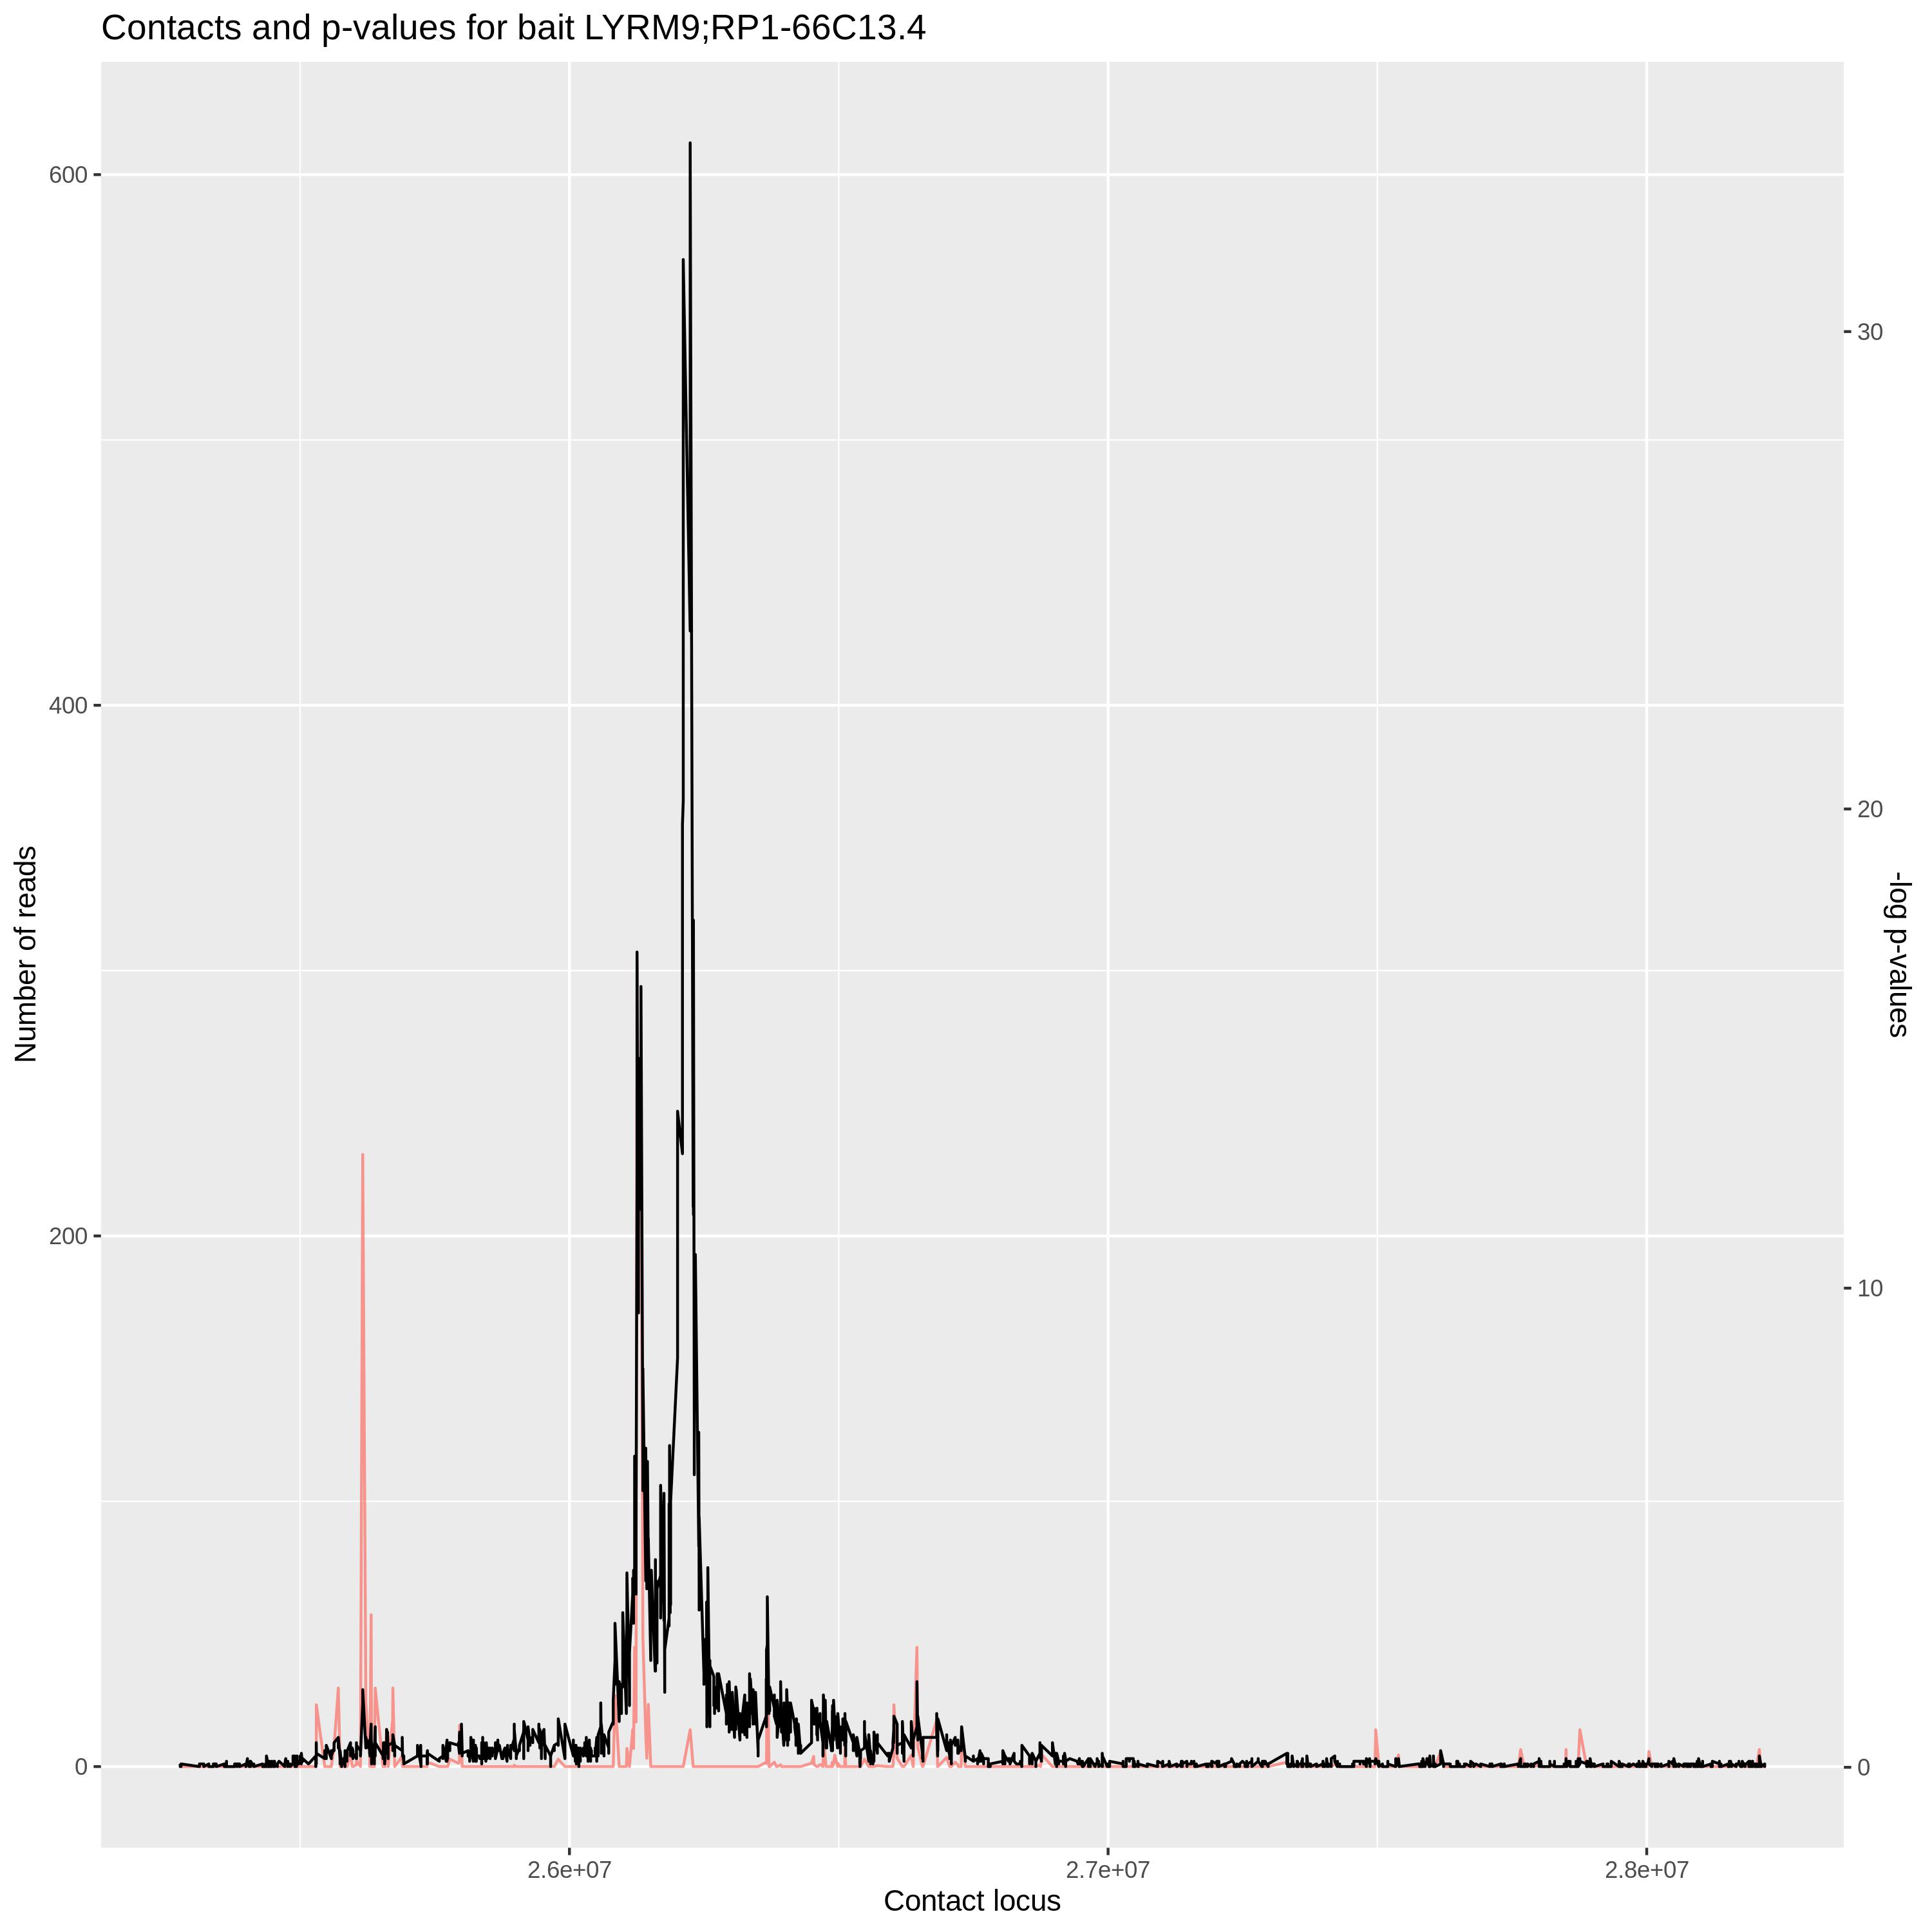 Contacts and p-values for bait LYRM9;RP1-66C13.4
600
400
200
0
30
20
10
0
Number of reads
-log p-values
2.6e+07
2.7e+07
2.8e+07
Contact locus